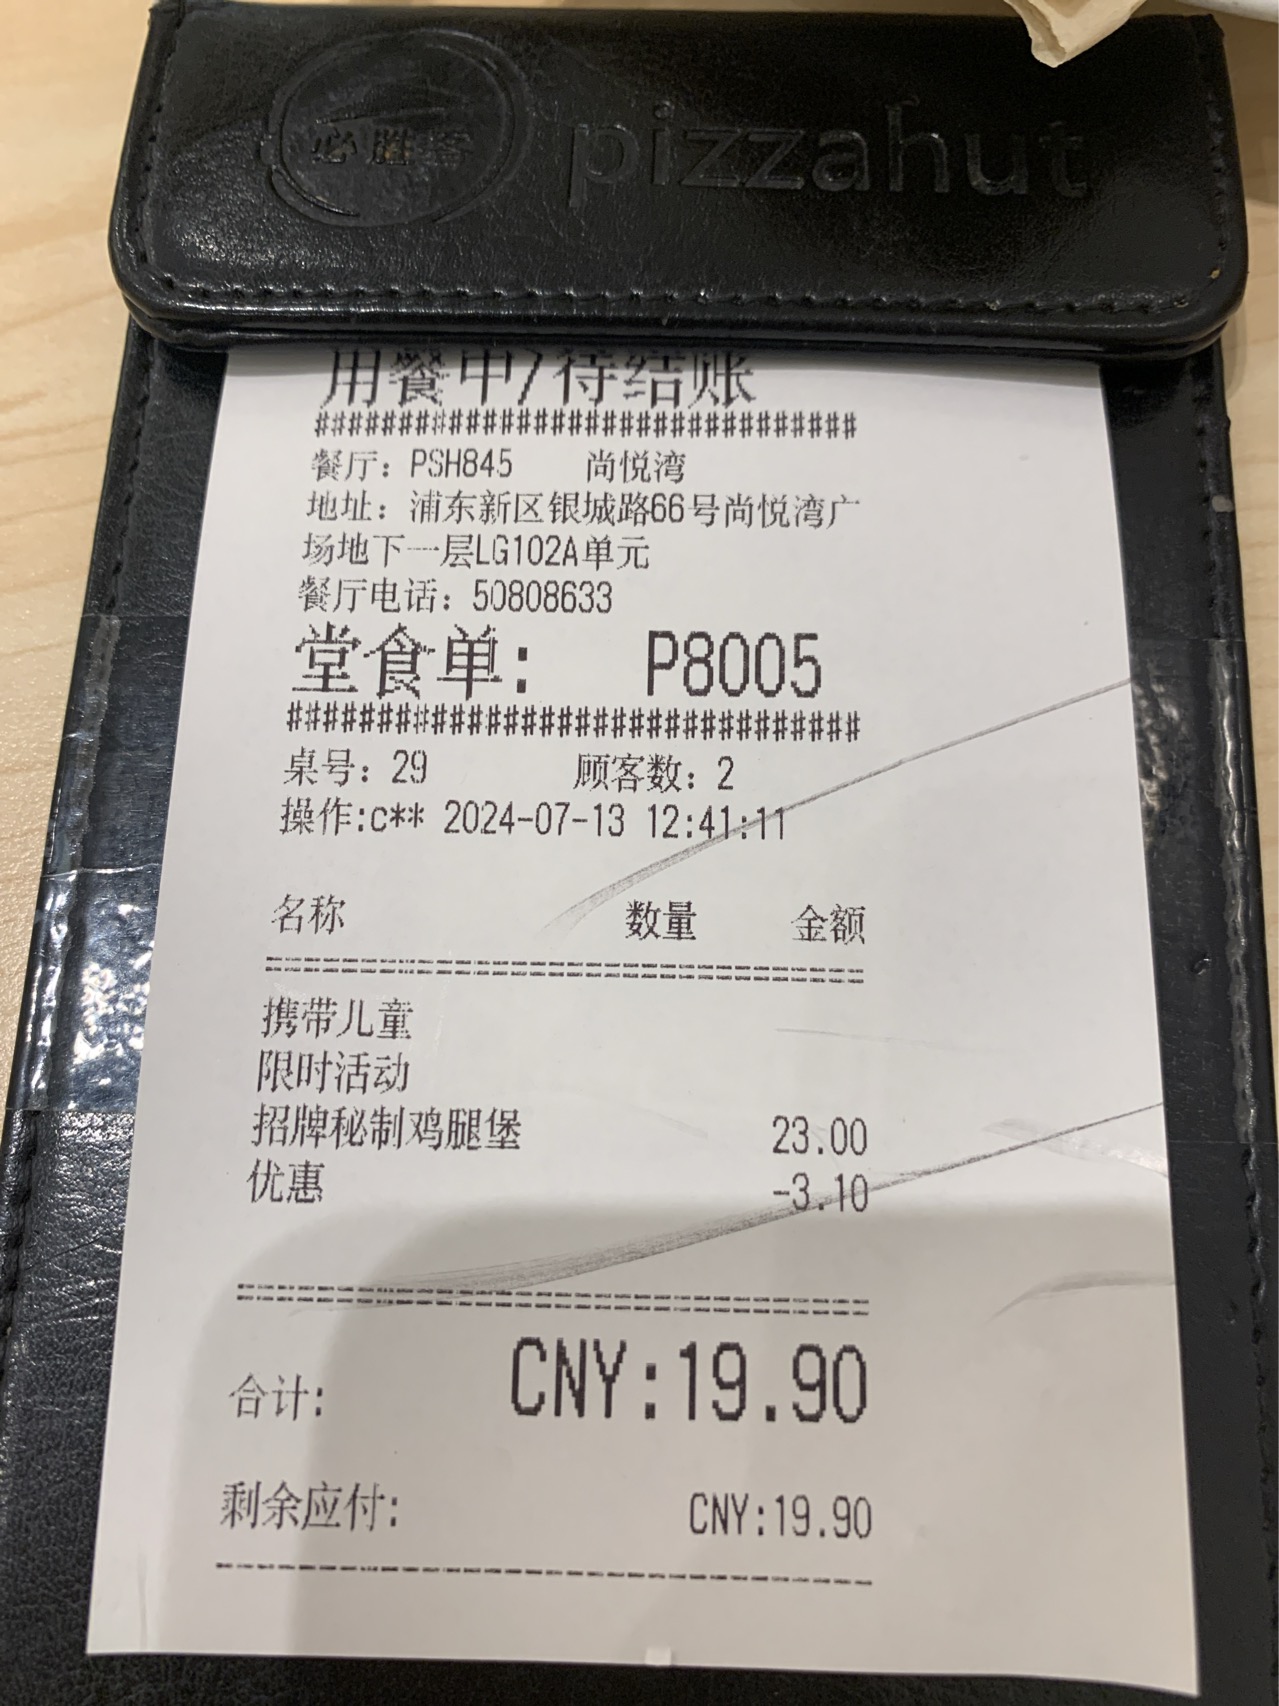 必胜客 pizzahut
用餐中/待结账
##################################
餐厅：PSH845 尚悦湾
地址：浦东新区银城路66号尚悦湾广
场地下一层LG102A单元
餐厅电话：50808633
堂食单： P8005
##################################
桌号：29 顾客数：2
操作:c** 2024-07-13 12:41:11
名称 数量 金额
携带儿童
限时活动
招牌秘制鸡腿堡 23.00
优惠 -3.10
合计: CNY:19.90
剩余应付: CNY:19.90